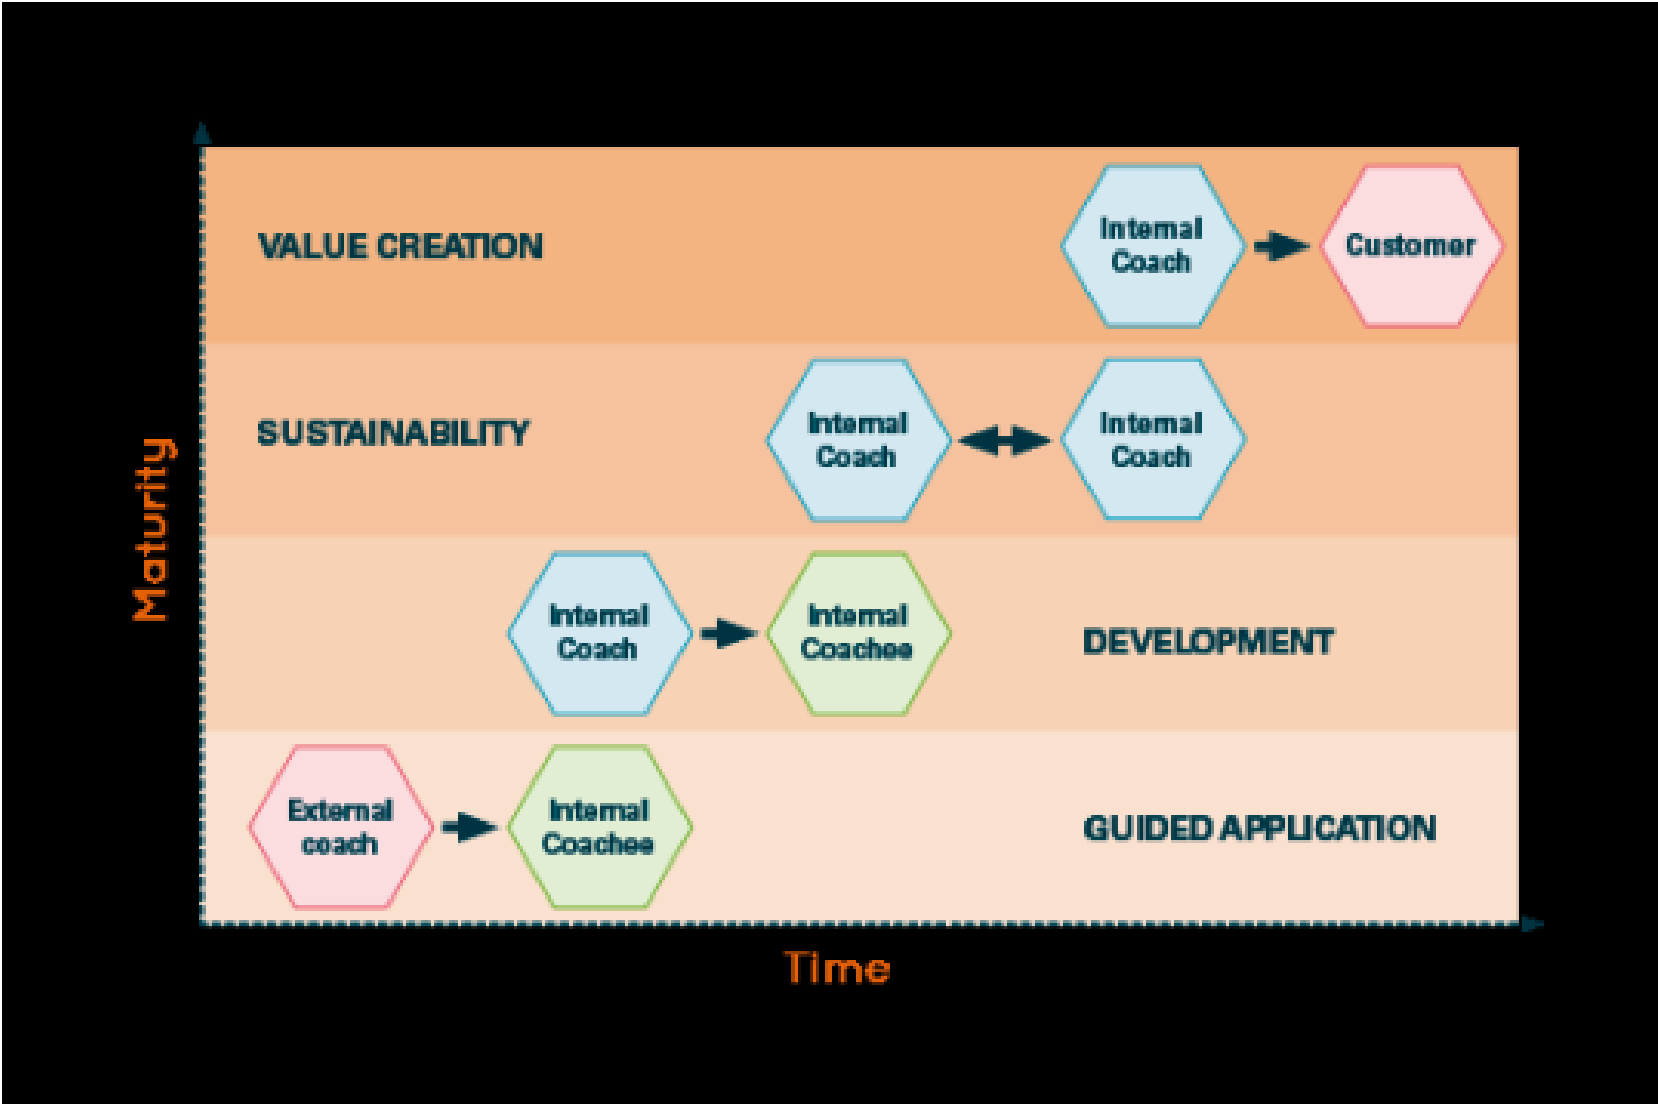 VALUE CREATION
Internal
Coach
Customer
SUSTAINABILITY
Internal
Coach
Internal
Coach
Maturity
Internal
Coach
Internal
Coachee
DEVELOPMENT
External
coach
Internal
Coachee
GUIDED APPLICATION
Time